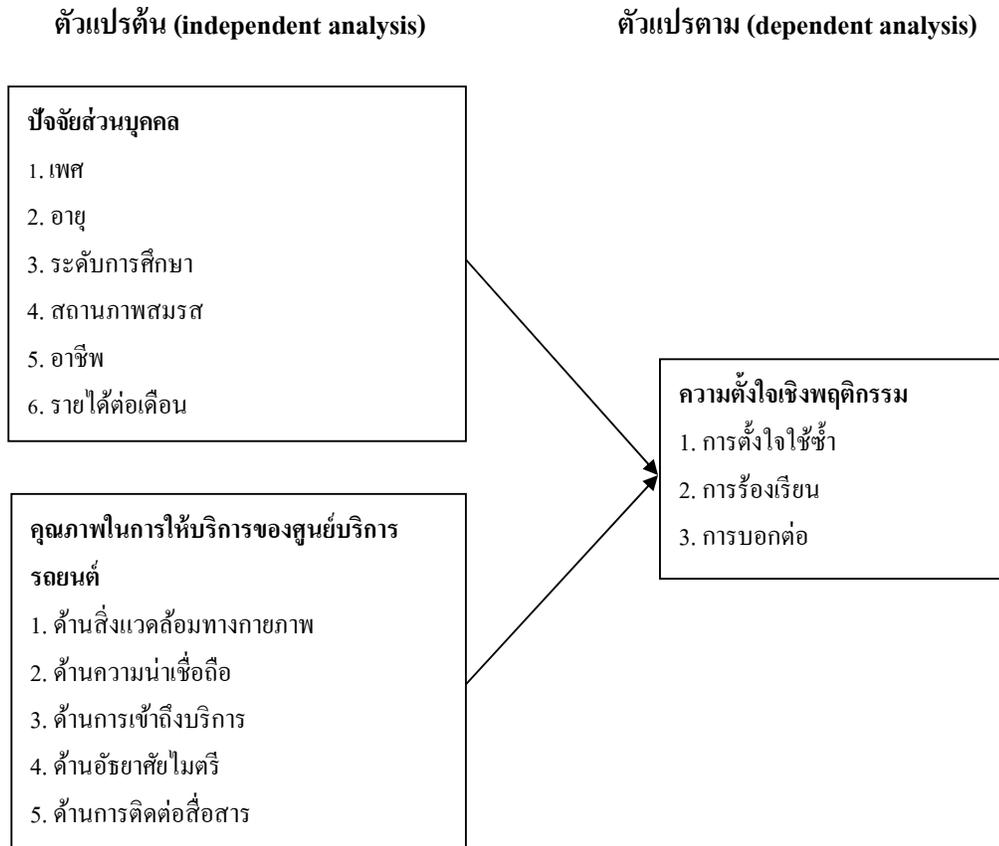 ตัวแปรต้น (independent analysis)
ตัวแปรตาม (dependent analysis)
ปัจจัยส่วนบุคคล
1. เพศ
2. อายุ
3. ระดับการศึกษา
4. สถานภาพสมรส
5. อาชีพ
6. รายได้ต่อเดือน
คุณภาพในการให้บริการของศูนย์บริการ
รถยนต์
1. ด้านสิ่งแวดล้อมทางกายภาพ
2. ด้านความน่าเชื่อถือ
3. ด้านการเข้าถึงบริการ
4. ด้านอัธยาศัยไมตรี
5. ด้านการติดต่อสื่อสาร
ความตั้งใจเชิงพฤติกรรม
1. การตั้งใจใช้ซ้ำ
2. การร้องเรียน
3. การบอกต่อ